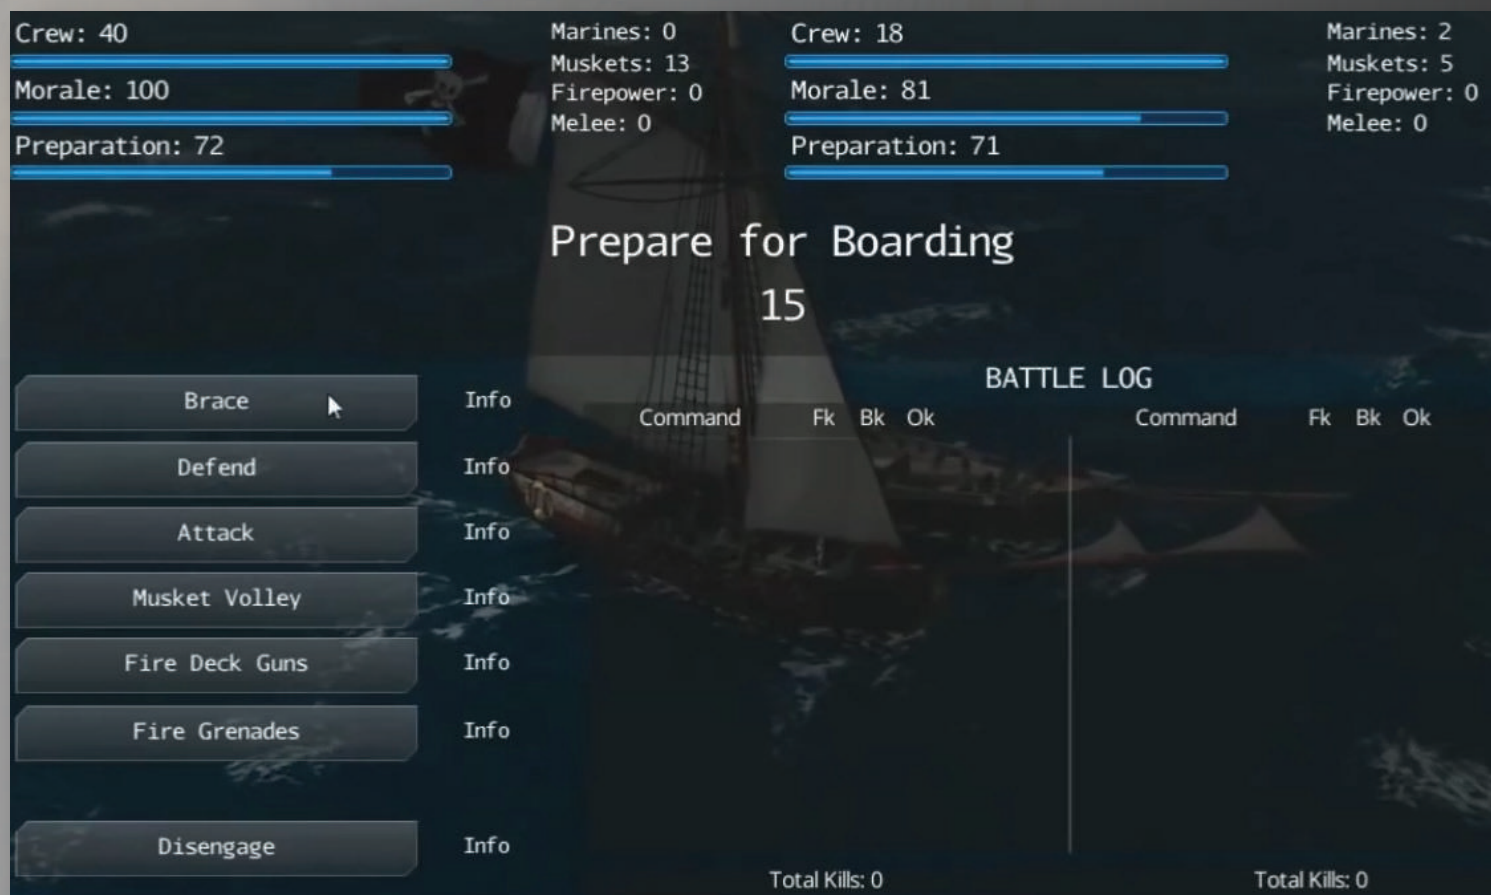 Crew: 40
Morale: 100
Preparation: 72
Marines: 0
Muskets: 13
Firepower: 0
Melee: 0
Crew: 18
Morale: 81
Preparation: 71
Marines: 2
Muskets: 5
Firepower: 0
Melee: 0
Prepare for Boarding
15
Brace Info
Defend Info
Attack Info
Musket Volley Info
Fire Deck Guns Info
Fire Grenades Info
Disengage Info
BATTLE LOG
Command Fk Bk Ok
Command Fk Bk Ok
Total Kills: 0
Total Kills: 0